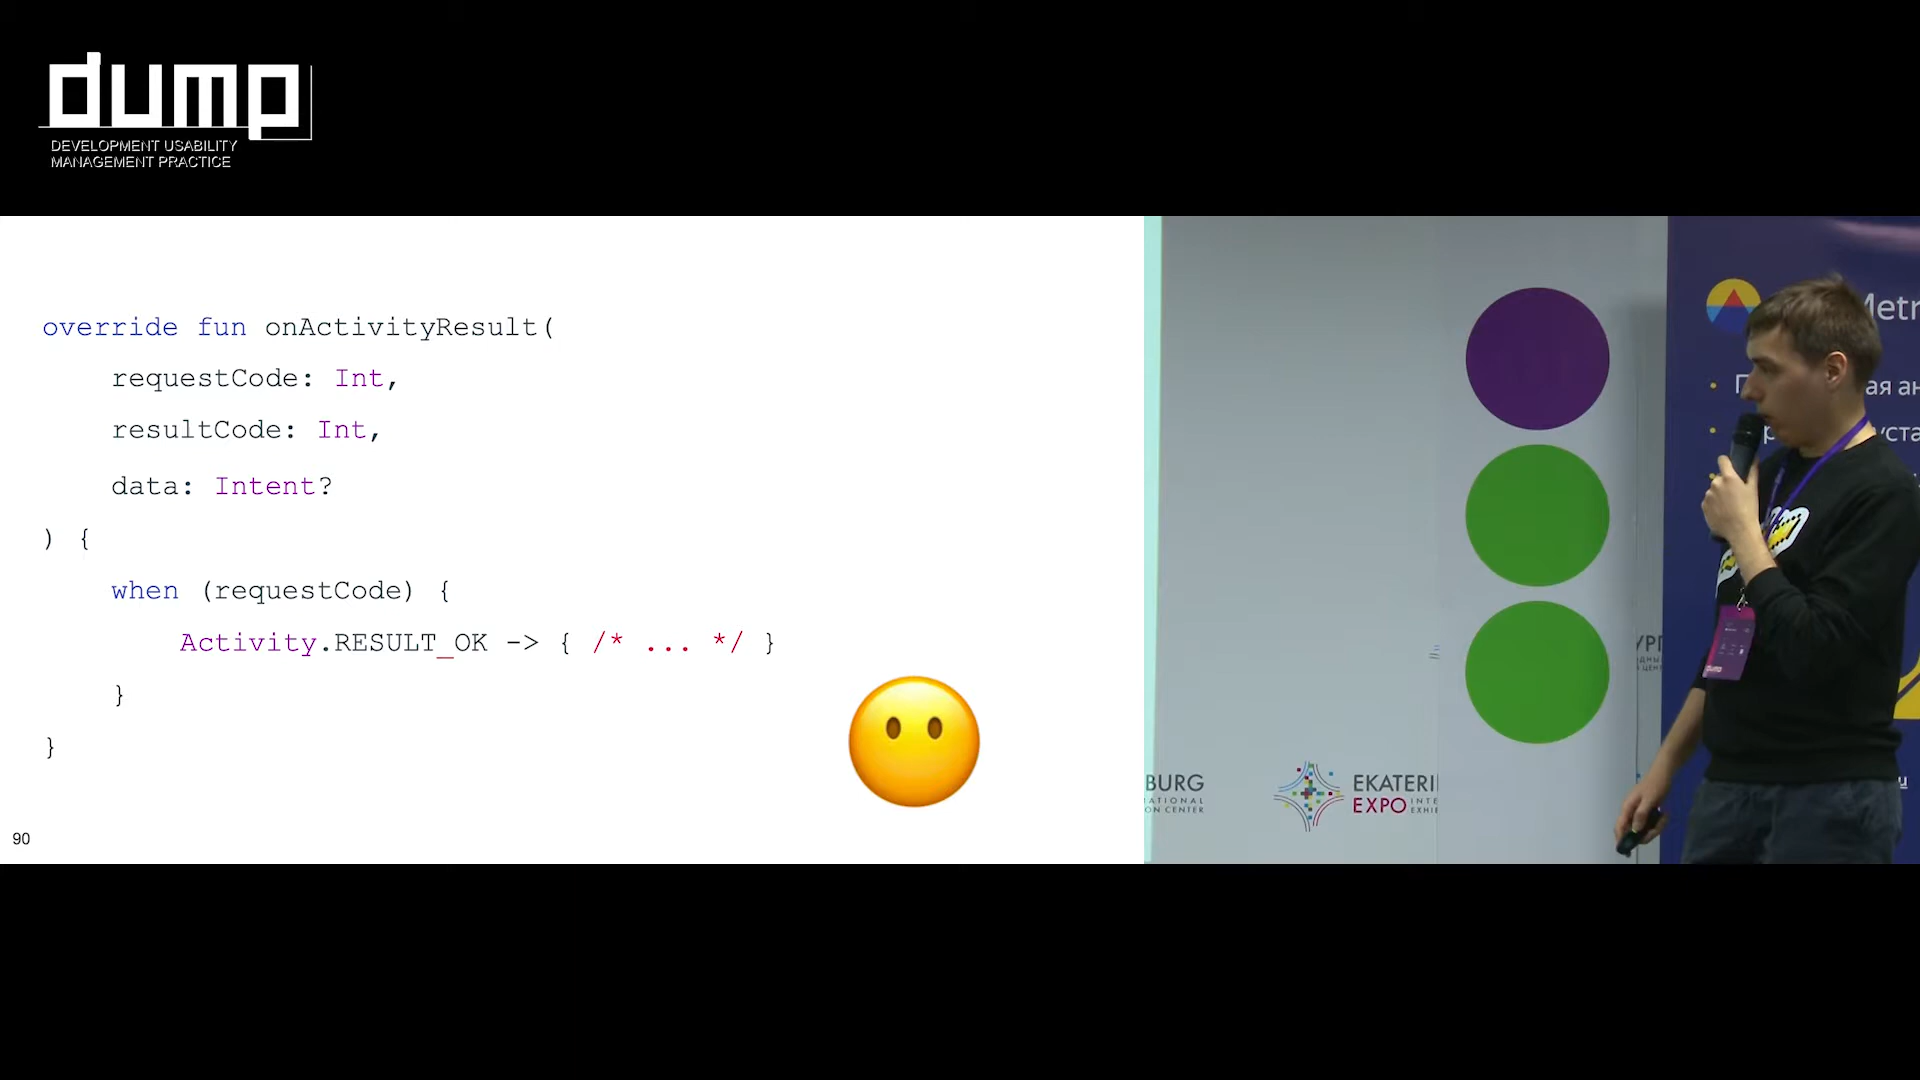 dump
DEVELOPMENT USABILITY
MANAGEMENT PRACTICE
override fun onActivityResult(
requestCode: Int,
resultCode: Int,
data: Intent?
) {
when (requestCode) {
Activity.RESULT_OK -> { /* ... */ }
}
}
90
BURG
EKATERI
EXPO
dump